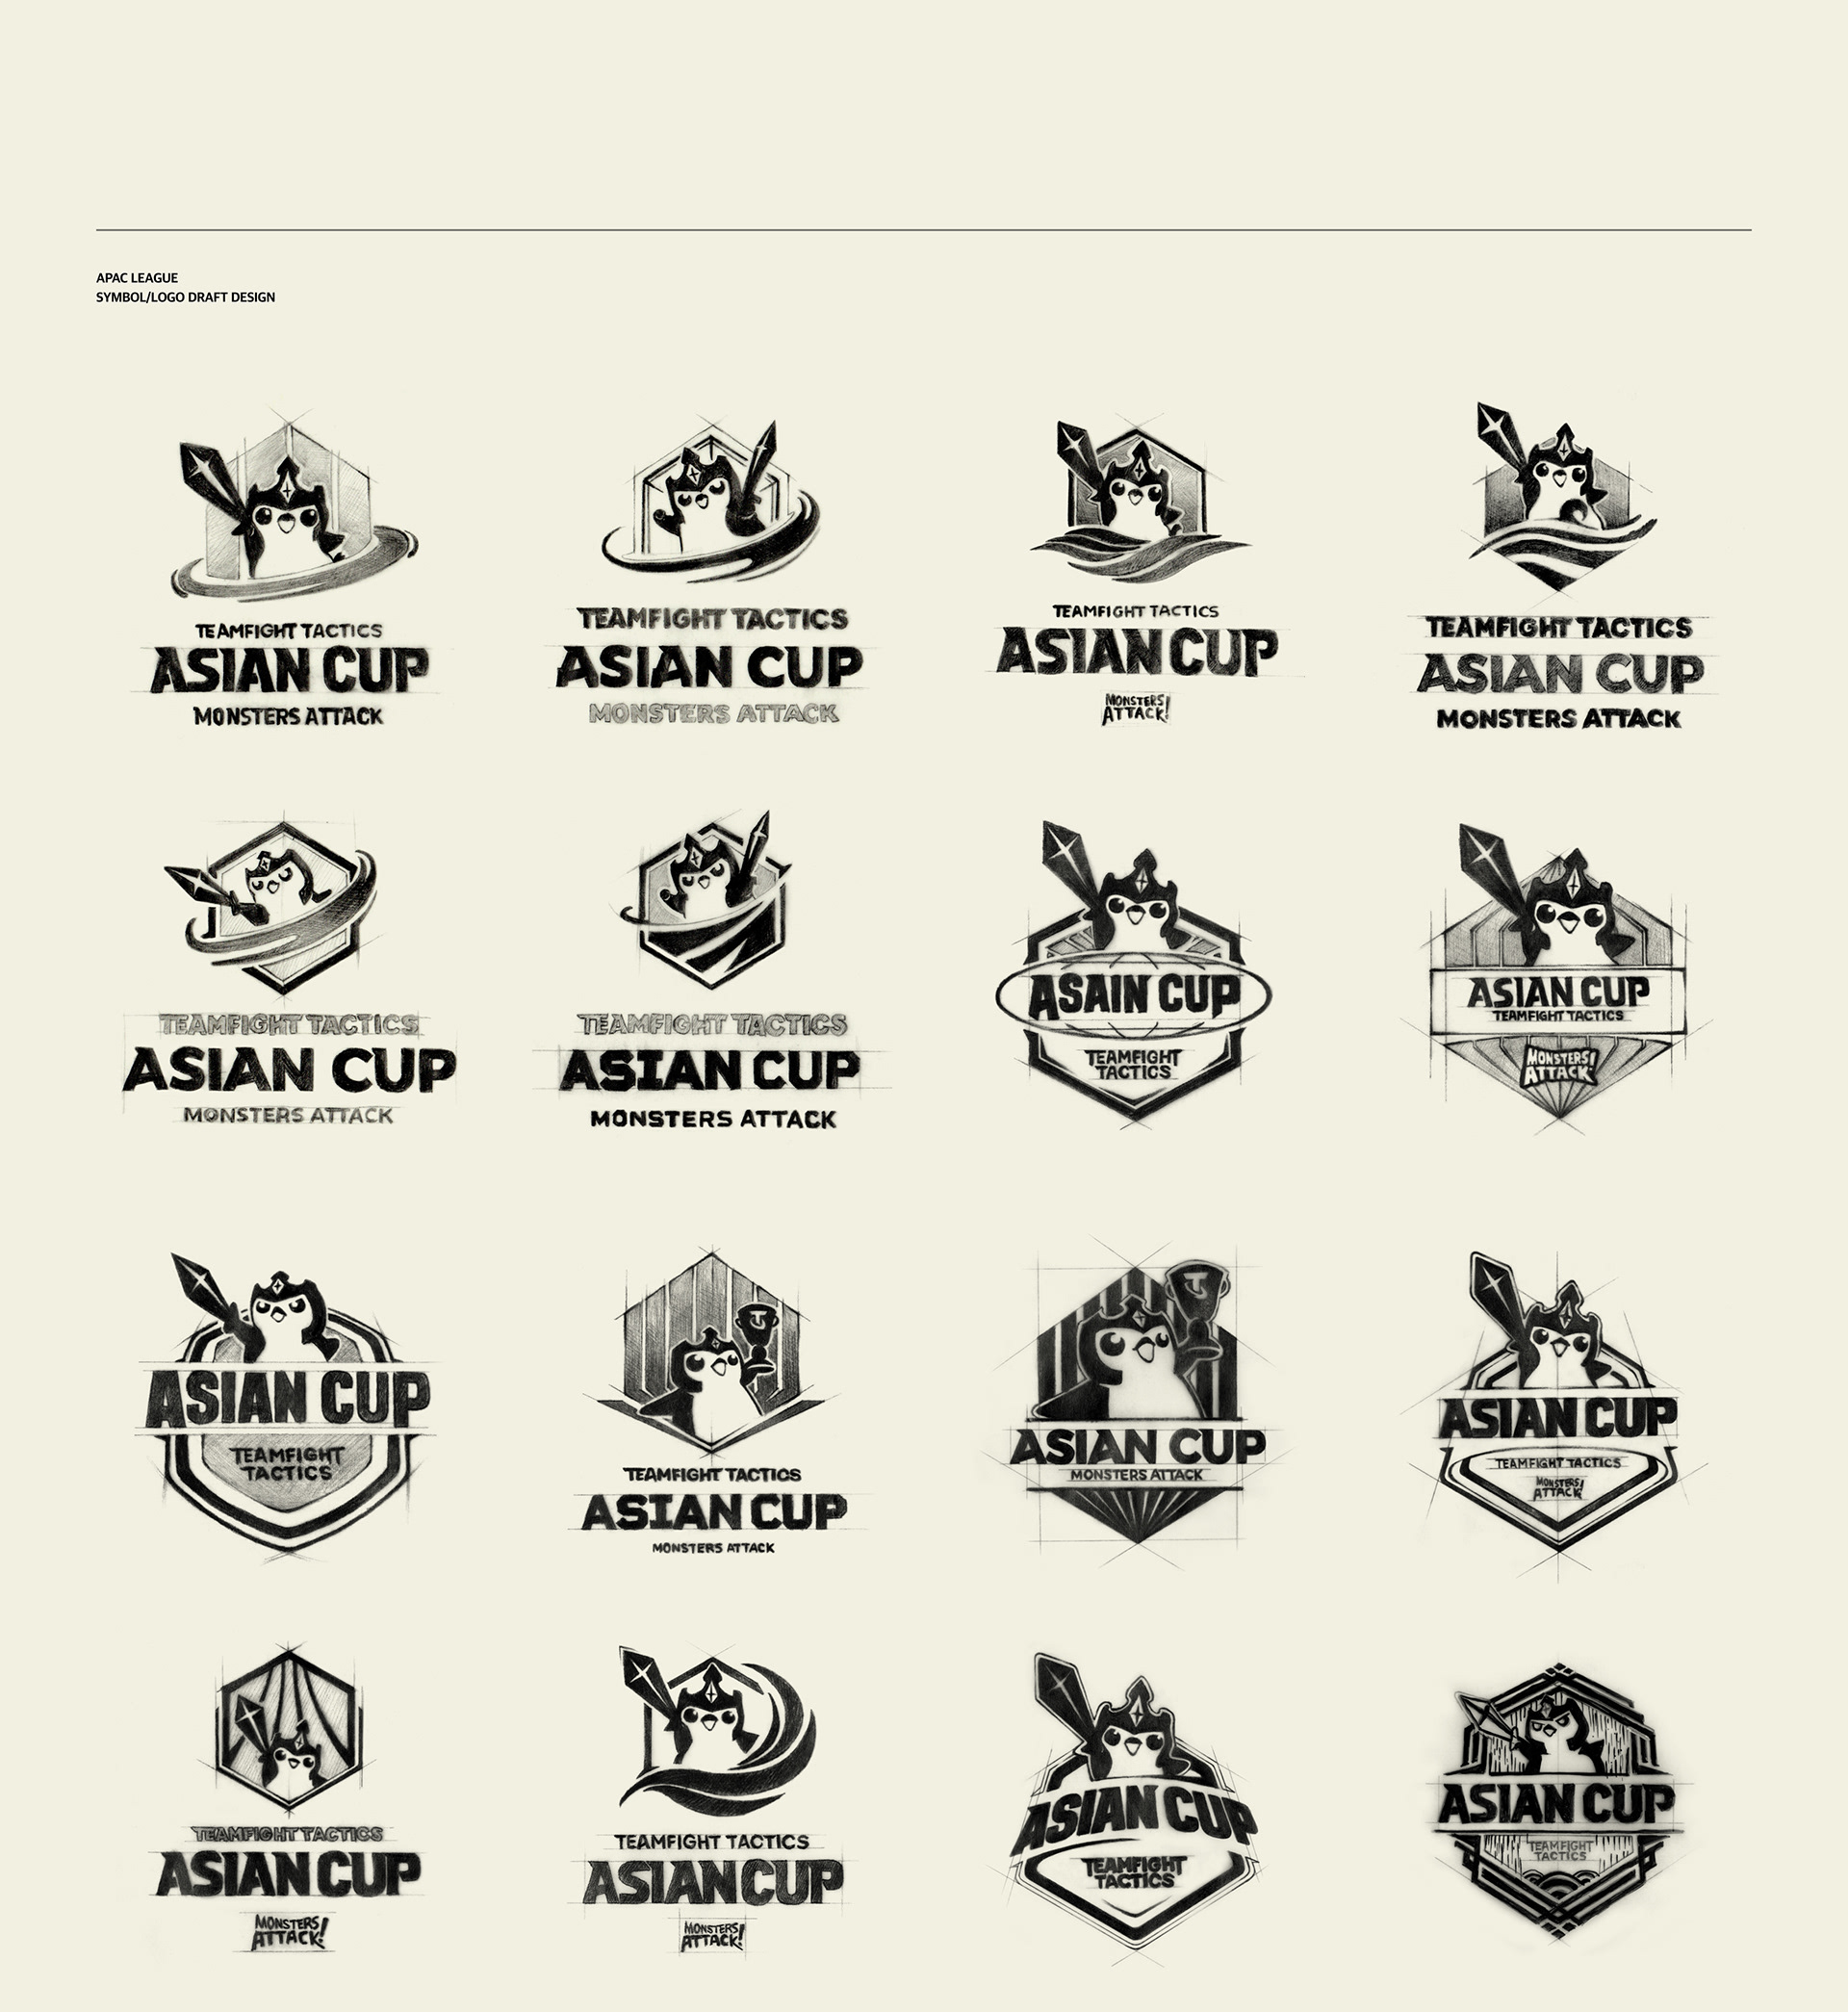 APAC LEAGUE
SYMBOL/LOGO DRAFT DESIGN
TEAMFIGHT TACTICS
ASIAN CUP
MONSTERS ATTACK
TEAMFIGHT TACTICS
ASIAN CUP
MONSTERS ATTACK
TEAMFIGHT TACTICS
ASIAN CUP
MONSTERS
ATTACK!
TEAMFIGHT TACTICS
ASIAN CUP
MONSTERS ATTACK
TEAMFIGHT TACTICS
ASIAN CUP
MONSTERS ATTACK
TEAMFIGHT TACTICS
ASIAN CUP
MONSTERS ATTACK
ASAIN CUP
TEAMFIGHT
TACTICS
ASIAN CUP
TEAMFIGHT TACTICS
MONSTERS
ATTACK!
ASIAN CUP
TEAMFIGHT
TACTICS
TEAMFIGHT TACTICS
ASIAN CUP
MONSTERS ATTACK
ASIAN CUP
MONSTERS ATTACK
ASIAN CUP
TEAMFIGHT TACTICS
MONSTERS
ATTACK!
TEAMFIGHT TACTICS
ASIAN CUP
MONSTERS
ATTACK!
TEAMFIGHT TACTICS
ASIAN CUP
MONSTERS
ATTACK!
ASIAN CUP
TEAMFIGHT
TACTICS
ASIAN CUP
TEAMFIGHT
TACTICS